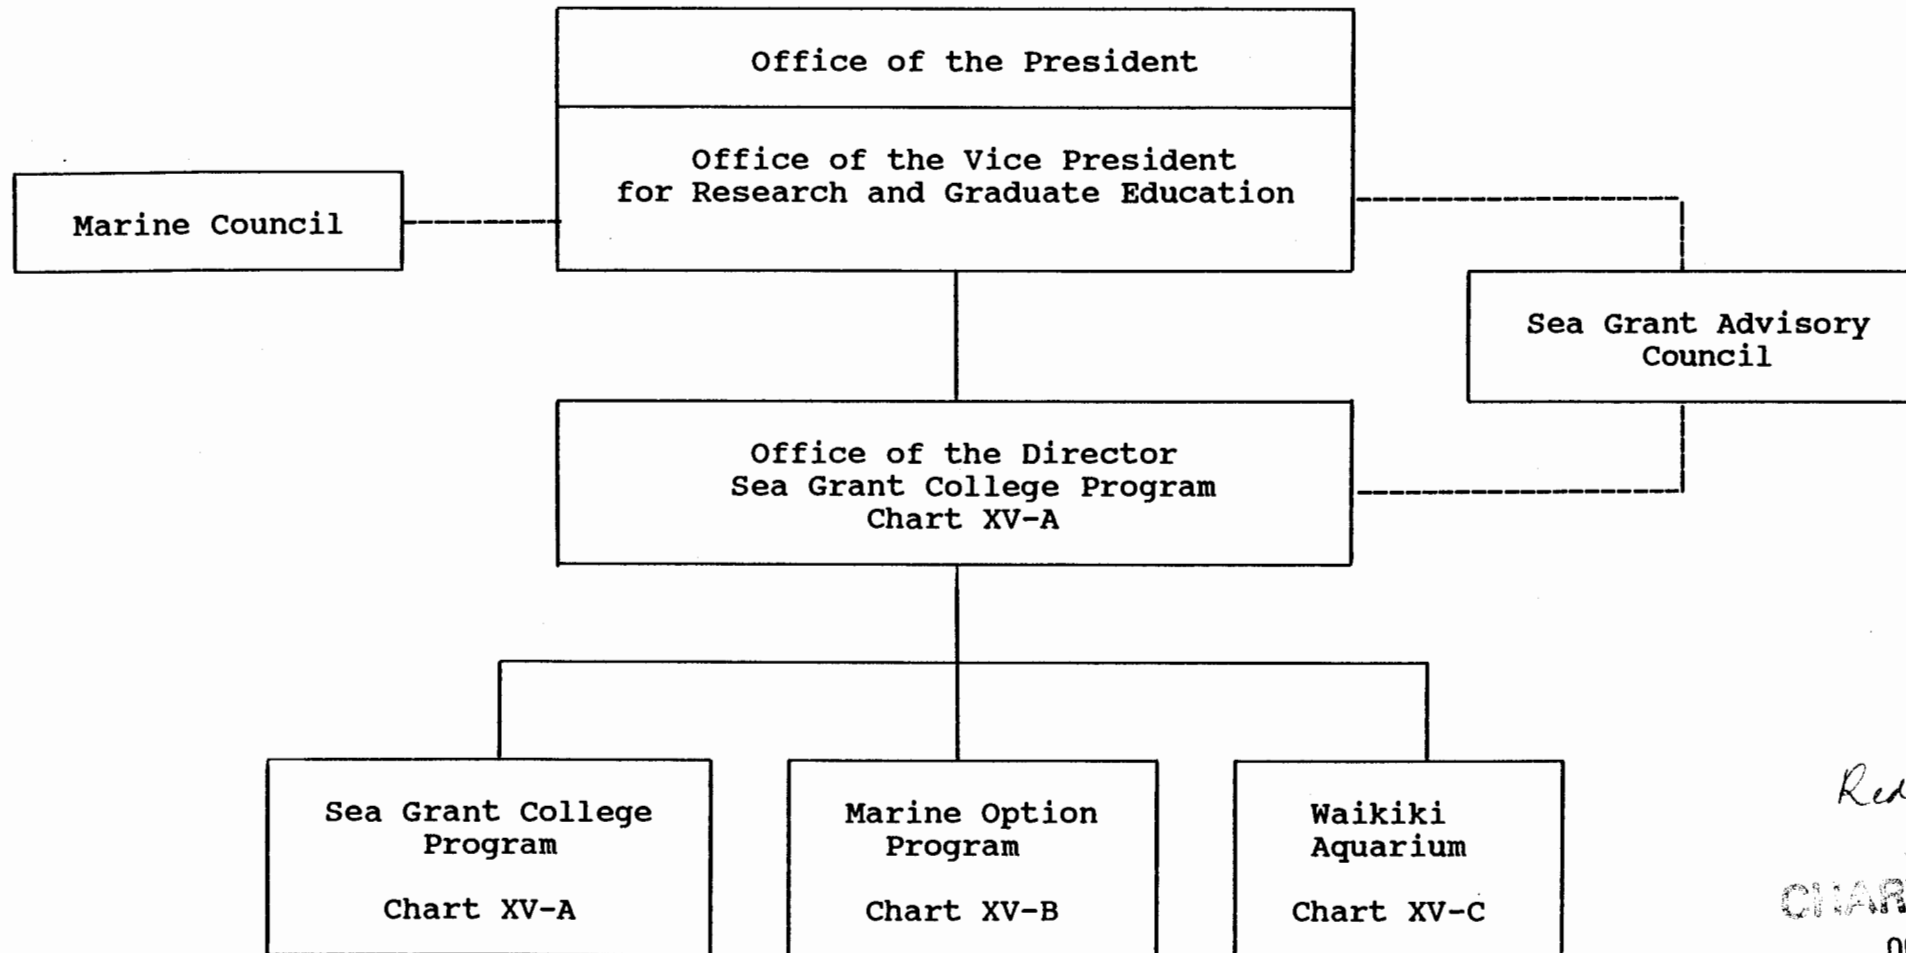 Office of the President
Office of the Vice President
for Research and Graduate Education
Marine Council
Sea Grant Advisory
Council
Office of the Director
Sea Grant College Program
Chart XV-A
Sea Grant College
Program
Chart XV-A
Marine Option
Program
Chart XV-B
Waikiki
Aquarium
Chart XV-C